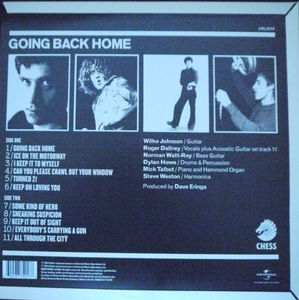 GOING BACK HOME
SIDE ONE
1/GOING BACK HOME
2/ICE ON THE MOTORWAY
3/I KEEP IT TO MYSELF
4/CAN YOU PLEASE CRAWL OUT YOUR WINDOW
5/TURNED 21
6/KEEP ON LOVING YOU
SIDE TWO
7/SOME KIND OF HERO
8/SNEAKING SUSPICION
9/KEEP IT OUT OF SIGHT
10/EVERYBODY'S CARRYING A GUN
11/ALL THROUGH THE CITY
Wilko Johnson/Guitar
Roger Daltrey/Vocals plus Acoustic Guitar on track 11
Norman Watt-Roy/Bass Guitar
Dylan Howe/Drums & Percussion
Mick Talbot/Piano and Hammond Organ
Steve Weston/Harmonica
Produced by Dave Eringa
CHESS
UNIVERSAL